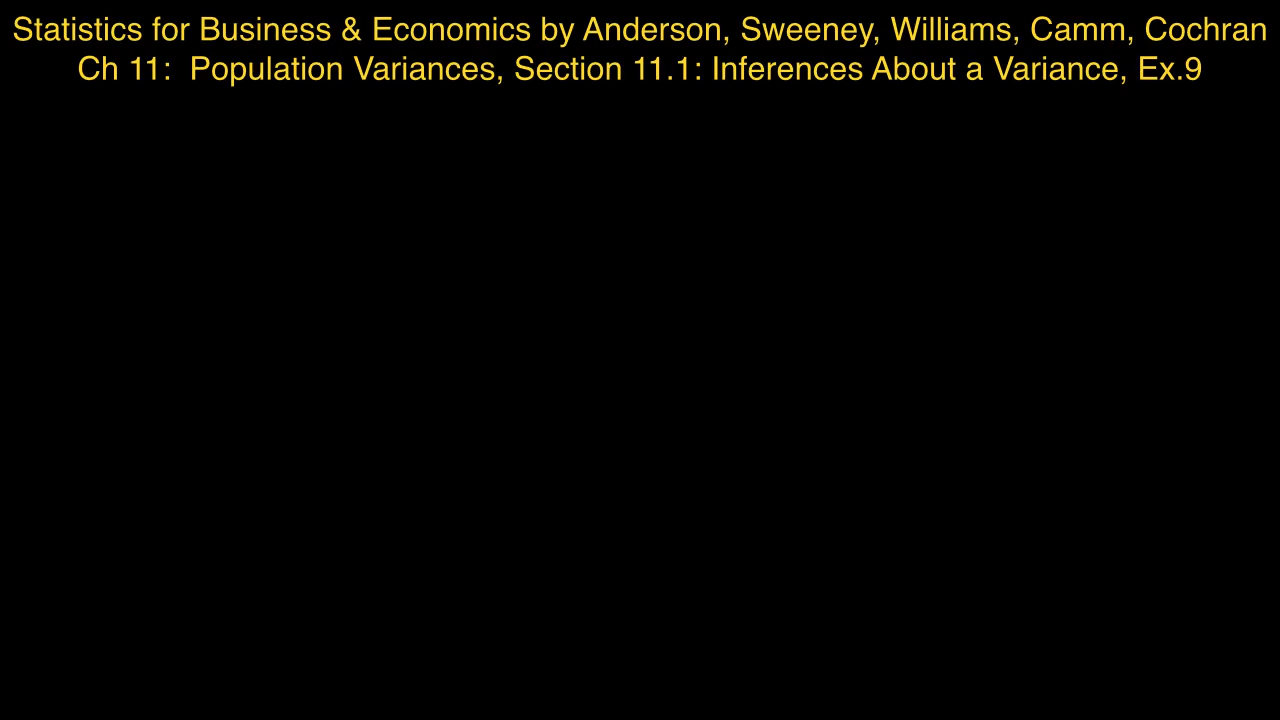 Statistics for Business & Economics by Anderson, Sweeney, Williams, Camm, Cochran
Ch 11:  Population Variances, Section 11.1: Inferences About a Variance, Ex.9